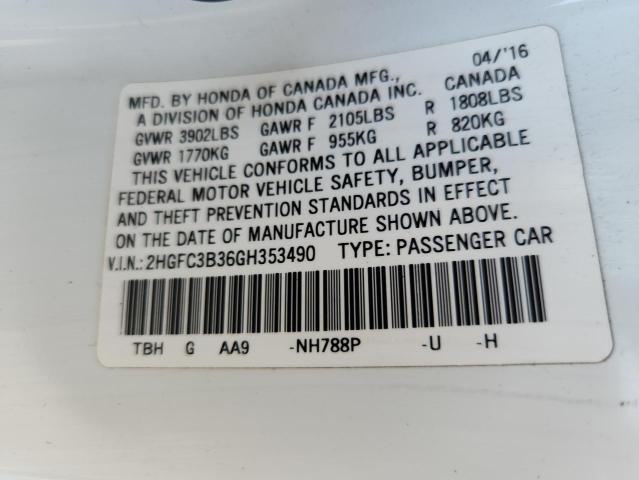 04/'16
MFD. BY HONDA OF CANADA MFG., CANADA
A DIVISION OF HONDA CANADA INC.
GVWR 3902LBS GAWR F 2105LBS R 1808LBS
GVWR 1770KG GAWR F 955KG R 820KG
THIS VEHICLE CONFORMS TO ALL APPLICABLE
FEDERAL MOTOR VEHICLE SAFETY, BUMPER,
AND THEFT PREVENTION STANDARDS IN EFFECT
ON THE DATE OF MANUFACTURE SHOWN ABOVE.
V.I.N.: 2HGFC3B36GH353490 TYPE: PASSENGER CAR
TBH G AA9 -NH788P -U -H